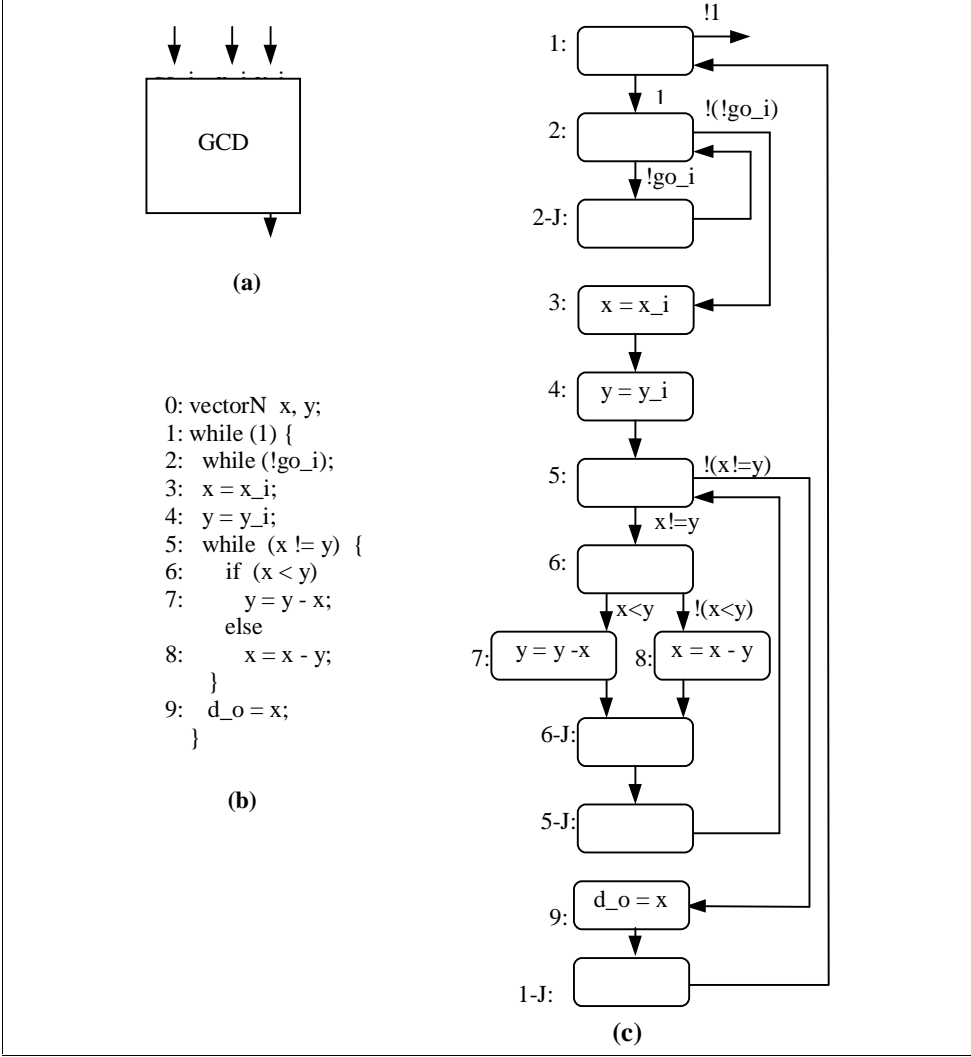 GCD
(a)
0: vectorN x, y;
1: while (1) {
2: while (!go_i);
3: x = x_i;
4: y = y_i;
5: while (x != y) {
6: if (x < y)
7: y = y - x;
else
8: x = x - y;
}
9: d_o = x;
}
(b)
!1
1:
1
!(!go_i)
2:
!go_i
2-J:
3:
x = x_i
4:
y = y_i
!(x!=y)
5:
x!=y
6:
x<y
!(x<y)
7:
y = y -x
8:
x = x - y
6-J:
5-J:
d_o = x
9:
1-J:
(c)